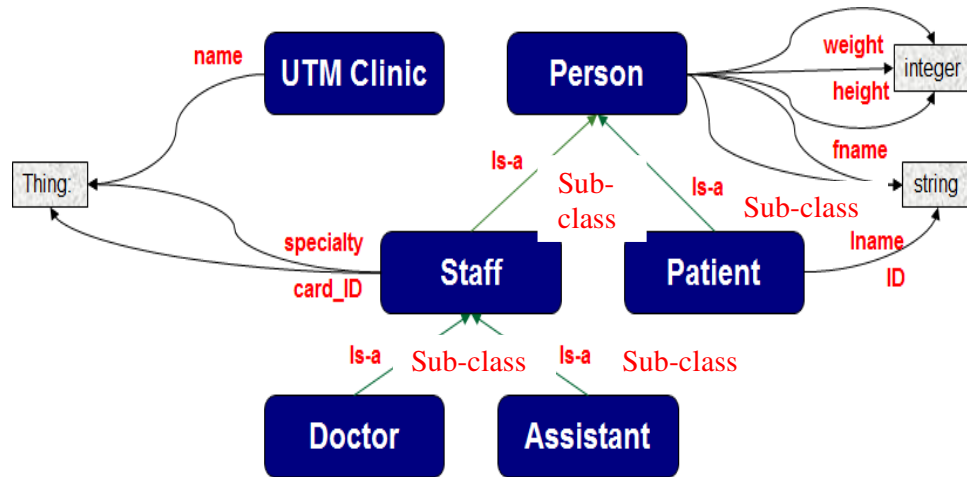 name
UTM Clinic
Person
weight
integer
height
fname
Is-a
Sub-
class
Is-a
Thing:
string
Sub-class
specialty
card_ID
Staff
Patient
lname
ID
Is-a
Sub-class
Is-a
Sub-class
Doctor
Assistant